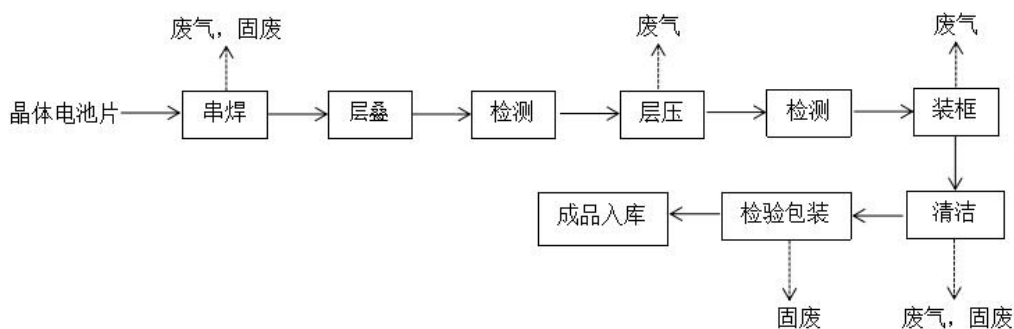 废气，固废
废气
废气
晶体电池片
串焊
层叠
检测
层压
检测
装框
成品入库
检验包装
清洁
固废
废气，固废